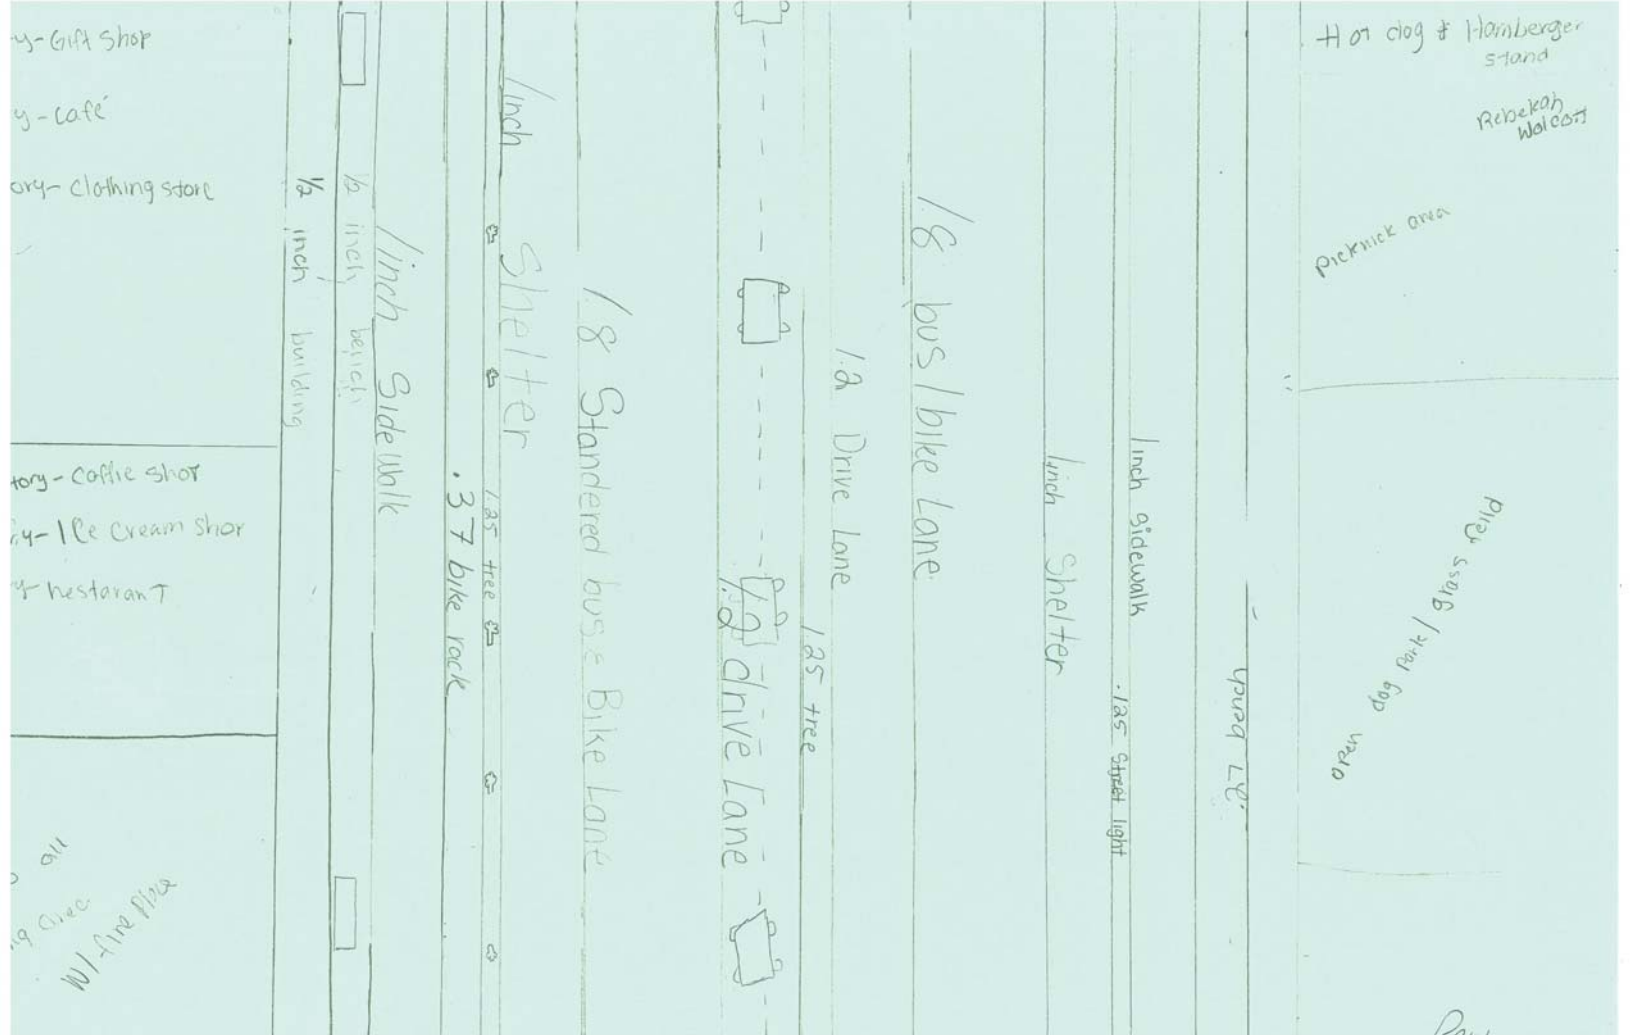 y-Gift Shop
y-café
ory-clothing store
tory-Coffie shor
ry-Ice cream shor
restarant
all
w/fire place
1/2 inch building
1/2 inch bench
1 inch Sidewalk
.37 bike rack
1.25 tree
1 inch Shelter
1.8 Standered bus & Bike Lane
1.2 drive Lane
1.25 tree
1.2 Drive Lane
1.8 bus/bike Lane
1 inch Shelter
.125 Street light
1 inch sidewalk
bench
Hot dog & Hamberger
stand
Rebekah
Wolcott
Picknick area
open dog Park/grass feild